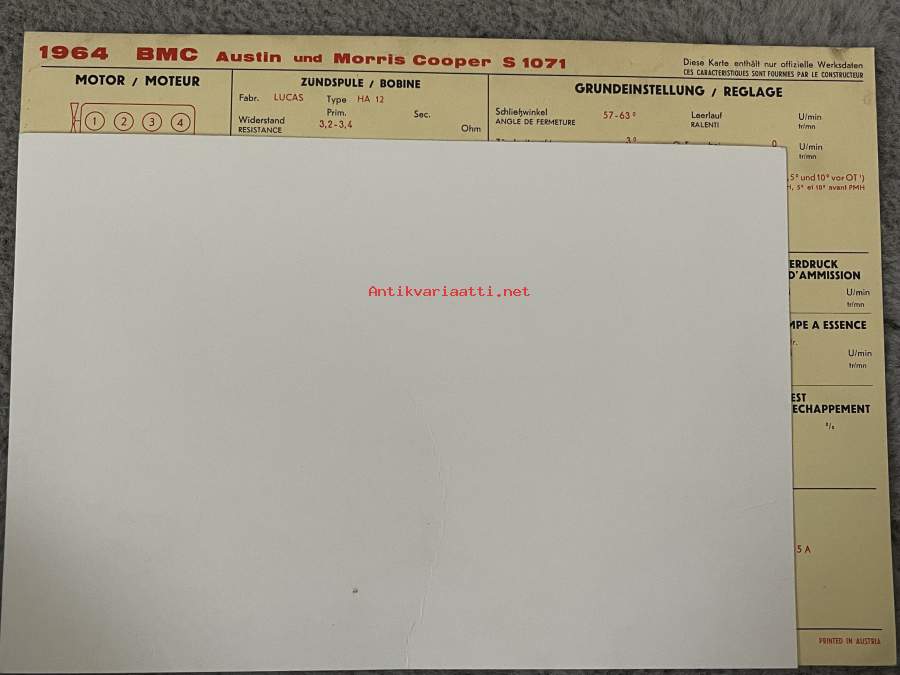 1964 BMC Austin und Morris Cooper S 1071
Diese Karte enthält nur offizielle Werksdaten
CES CARACTERISTIQUES SONT FOURNIES PAR LE CONSTRUCTEUR
MOTOR / MOTEUR
1 2 3 4
ZUNDSPULE / BOBINE
Fabr. LUCAS Type HA 12
Prim. Sec.
Widerstand 3,2-3,4 Ohm
RESISTANCE
GRUNDEINSTELLUNG / REGLAGE
Schließwinkel 57-63° Leerlauf U/min
ANGLE DE FERMETURE RALENTI tr/mn
3° 0 U/min
tr/mn
5° und 10° vor OT')
5° et 10° avant PMH
ERDRUCK
D'AMMISSION
U/min
tr/mn
MPE A ESSENCE
U/min
tr/mn
EST
ECHAPPEMENT
%
5 A
PRINTED IN AUSTRIA
Antikvariaatti.net